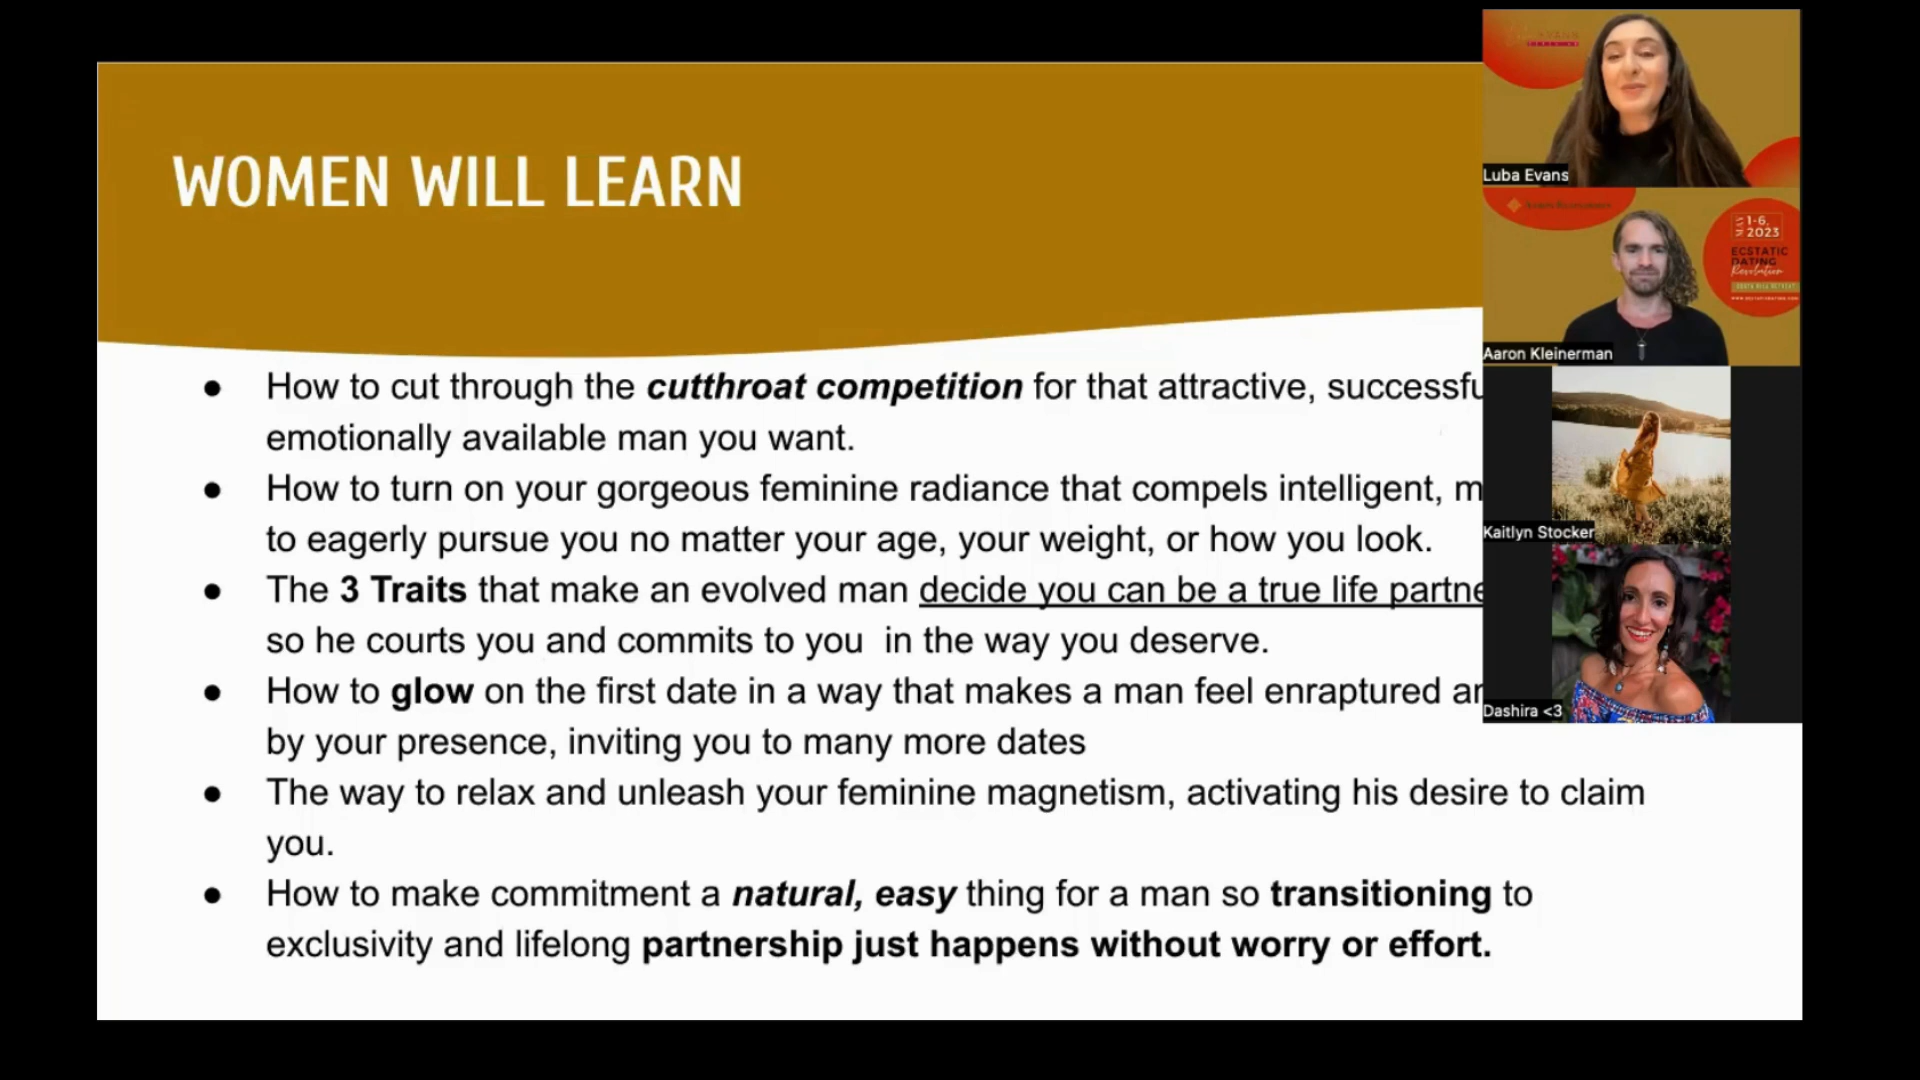 WOMEN WILL LEARN
● How to cut through the cutthroat competition for that attractive, successfu
emotionally available man you want.
● How to turn on your gorgeous feminine radiance that compels intelligent, m
to eagerly pursue you no matter your age, your weight, or how you look.
● The 3 Traits that make an evolved man decide you can be a true life partne
so he courts you and commits to you in the way you deserve.
● How to glow on the first date in a way that makes a man feel enraptured an
by your presence, inviting you to many more dates
● The way to relax and unleash your feminine magnetism, activating his desire to claim
you.
● How to make commitment a natural, easy thing for a man so transitioning to
exclusivity and lifelong partnership just happens without worry or effort.
Luba Evans
MAY
1-6,
2023
ECSTATIC
DATING
Revolution
COSTA RICA RETREAT
Aaron Kleinerman
Kaitlyn Stocker
Dashira <3